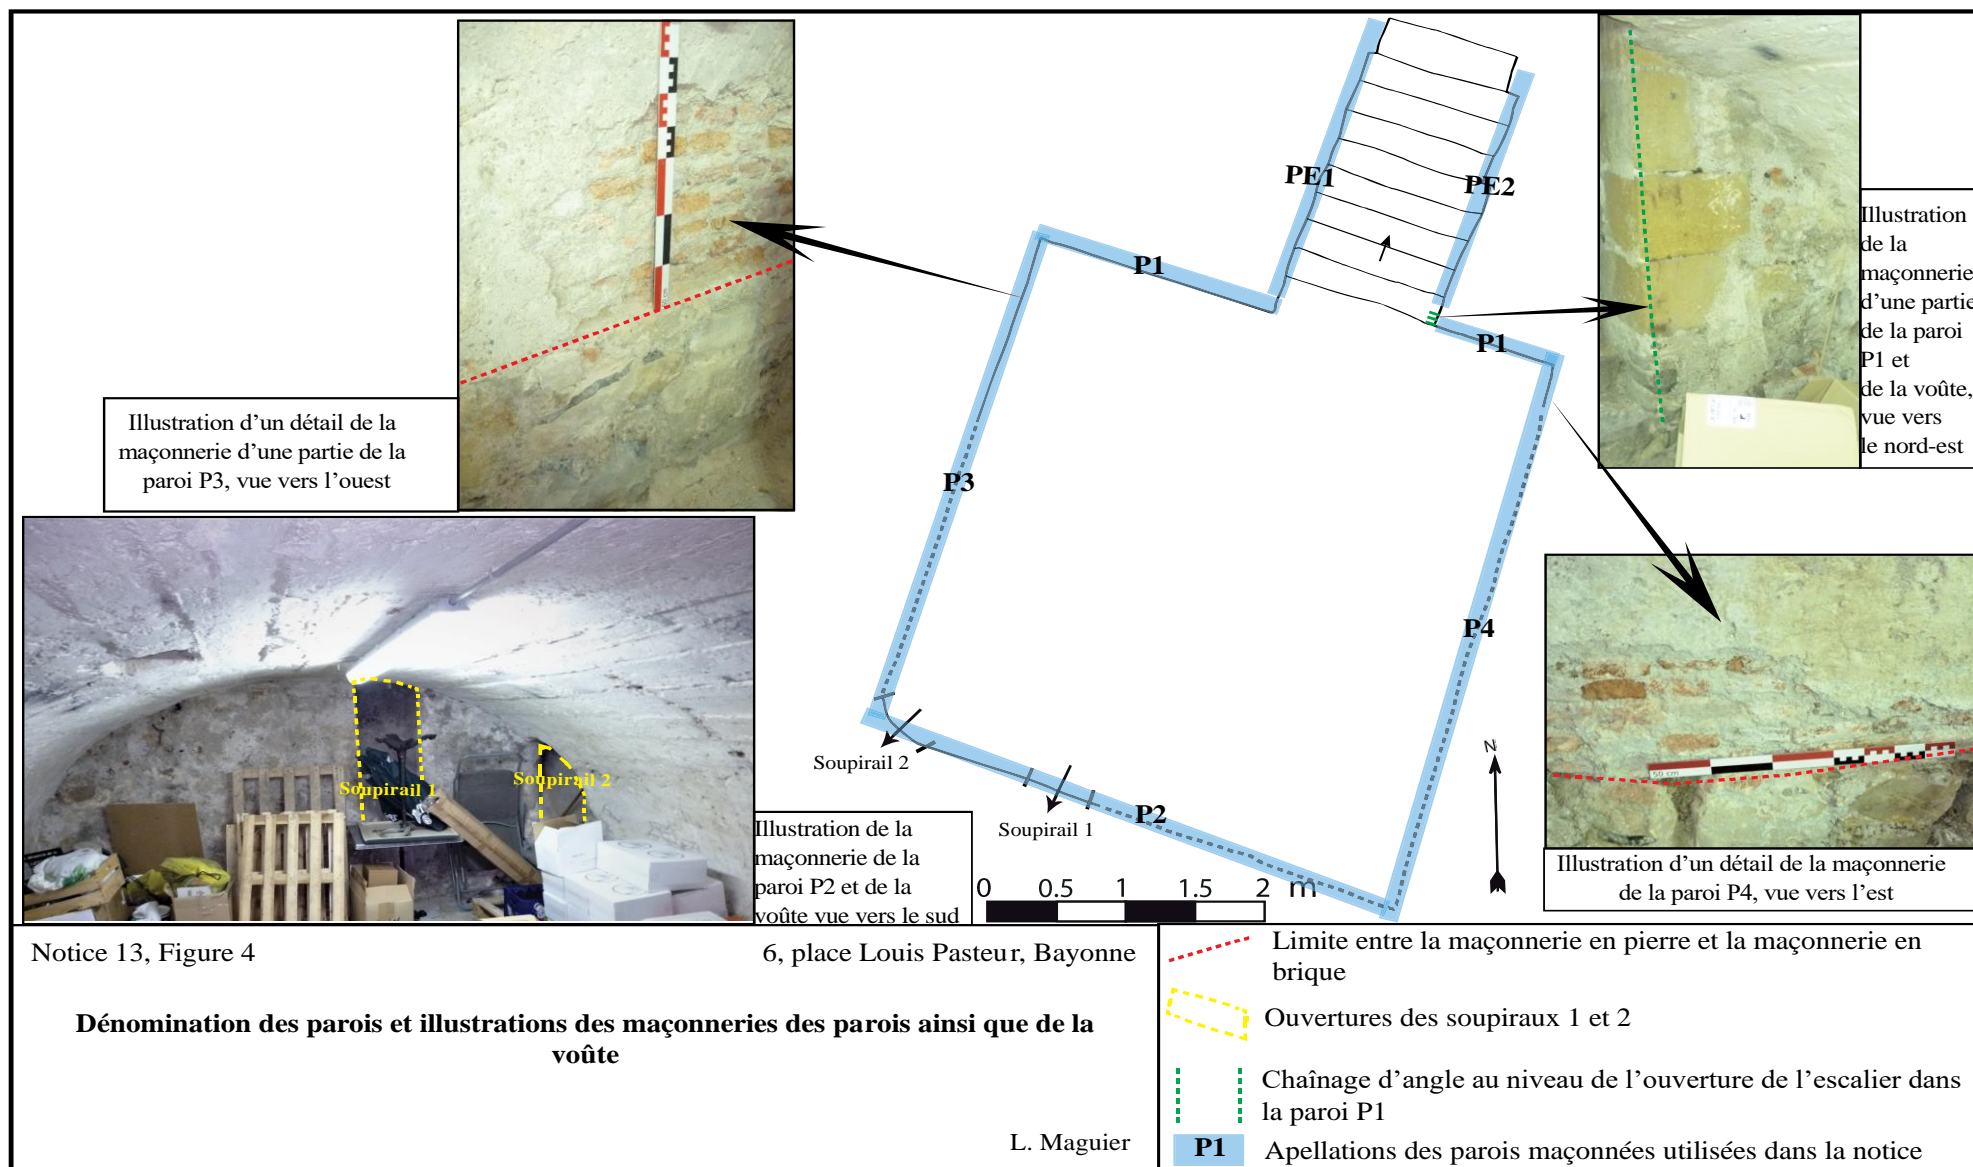 PE1
PE2
P1
P1
P3
P4
P2
Soupirail 2
Soupirail 1
N
0 0.5 1 1.5 2 m
Illustration d’un détail de la
maçonnerie d’une partie de la
paroi P3, vue vers l’ouest
Illustration
de la
maçonnerie
d’une partie
de la paroi
P1 et
de la voûte,
vue vers
le nord-est
Soupirail 1
Soupirail 2
Illustration de la
maçonnerie de la
paroi P2 et de la
voûte vue vers le sud
50 cm
Illustration d’un détail de la maçonnerie
de la paroi P4, vue vers l’est
Notice 13, Figure 4
6, place Louis Pasteur, Bayonne
Dénomination des parois et illustrations des maçonneries des parois ainsi que de la
voûte
L. Maguier
Limite entre la maçonnerie en pierre et la maçonnerie en
brique
Ouvertures des soupiraux 1 et 2
Chaînage d’angle au niveau de l’ouverture de l’escalier dans
la paroi P1
P1
Apellations des parois maçonnées utilisées dans la notice